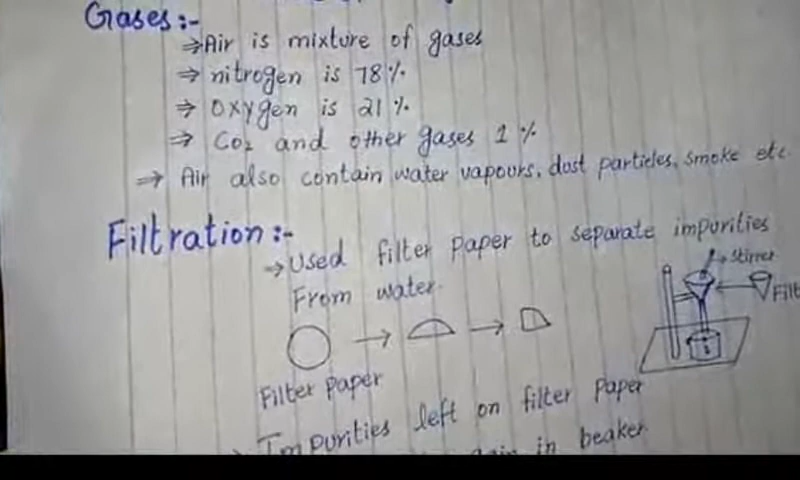 Gases:-
⇒Air is mixture of gases
⇒ nitrogen is 78%
⇒ Oxygen is 21%
⇒ CO₂ and other gases 1%
⇒ Air also contain water vapours, dust particles, smoke etc
Filtration:-
⇒Used filter paper to separate impurities
From water.
→stirrer
Filt
Filter paper
Impurities left on filter paper
in beaker